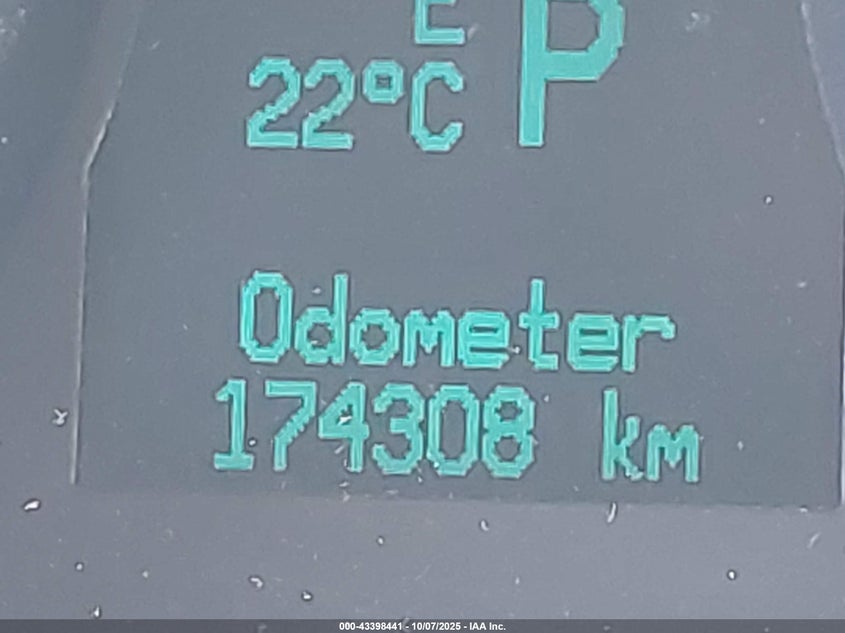 E
22°C P
Odometer
174308 km
000-43398441 - 10/07/2025 - IAA Inc.